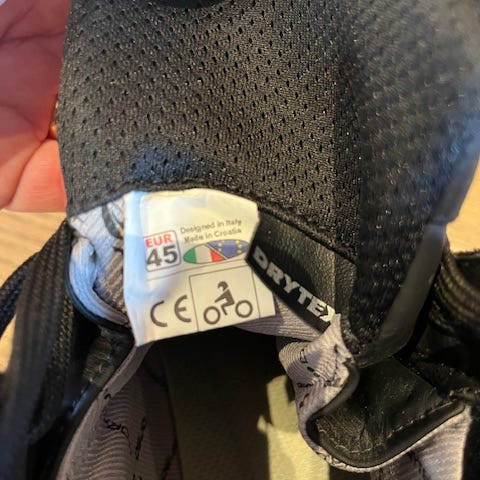 Designed in Italy
Made in Croatia
EUR
45
CE
DRYTEX